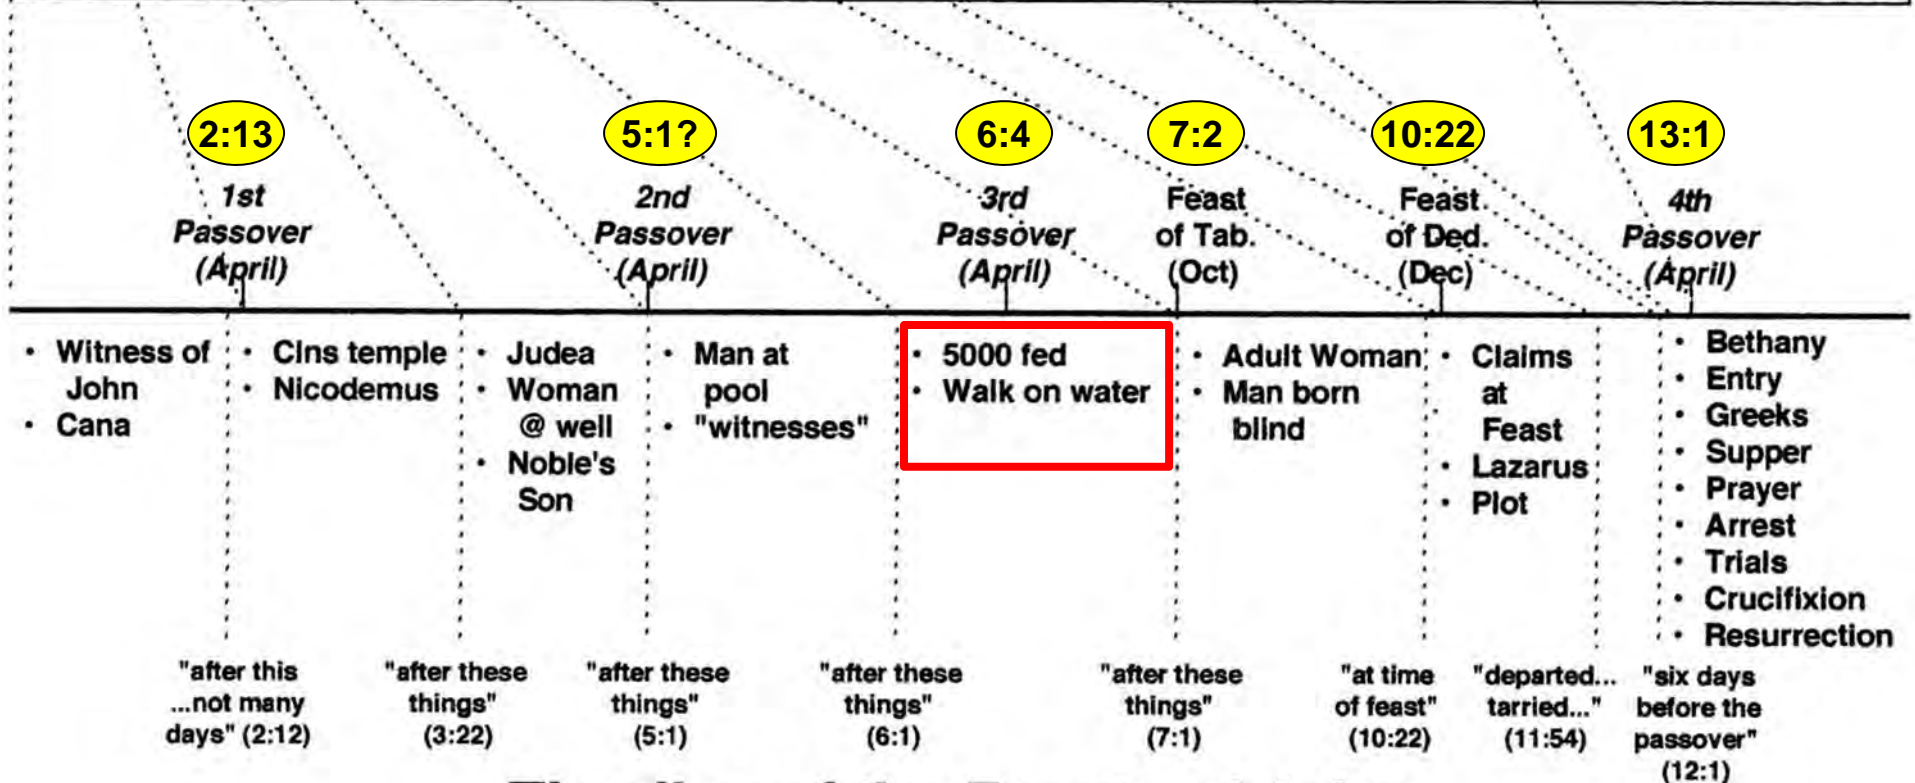 2:13
5:1?
6:4
7:2
10:22
13:1
1st
Passover
(April)
2nd
Passover
(April)
3rd
Passover
(April)
Feast
of Tab.
(Oct)
Feast
of Ded.
(Dec)
4th
Passover
(April)
• Witness of
John
• Cana
• Clns temple
• Nicodemus
• Judea
• Woman
@ well
• Noble's
Son
• Man at
pool
• "witnesses"
• 5000 fed
• Walk on water
• Adult Woman
• Man born
blind
• Claims
at
Feast
• Lazarus
• Plot
• Bethany
• Entry
• Greeks
• Supper
• Prayer
• Arrest
• Trials
• Crucifixion
• Resurrection
"after this
...not many
days" (2:12)
"after these
things"
(3:22)
"after these
things"
(5:1)
"after these
things"
(6:1)
"after these
things"
(7:1)
"at time
of feast"
(10:22)
"departed...
tarried..."
(11:54)
"six days
before the
passover"
(12:1)